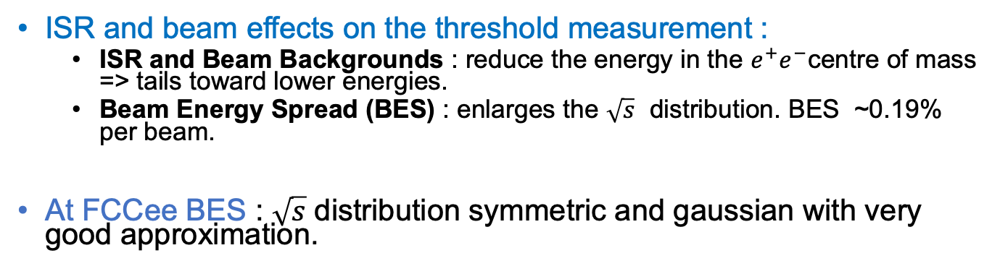 • ISR and beam effects on the threshold measurement :
• ISR and Beam Backgrounds : reduce the energy in the e⁺e⁻centre of mass
=> tails toward lower energies.
• Beam Energy Spread (BES) : enlarges the √s distribution. BES ~0.19%
per beam.
• At FCCee BES : √s distribution symmetric and gaussian with very
good approximation.